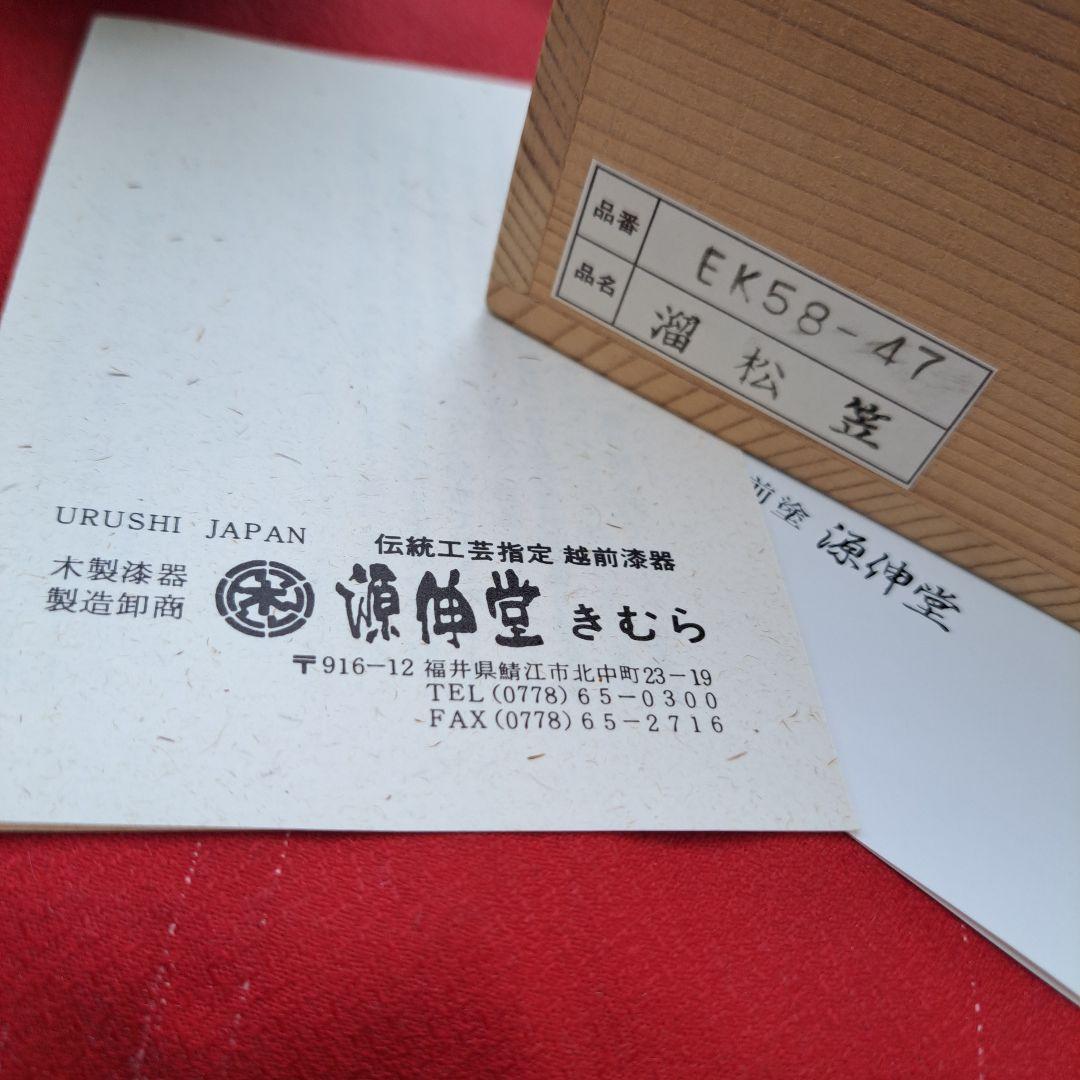 品番 EK58-47
品名 溜松笠
前塗 源伸堂
URUSHI JAPAN
伝統工芸指定 越前漆器
木製漆器
製造卸商
源伸堂 きむら
〒916-12 福井県鯖江市北中町23-19
TEL(0778)65-0300
FAX(0778)65-2716